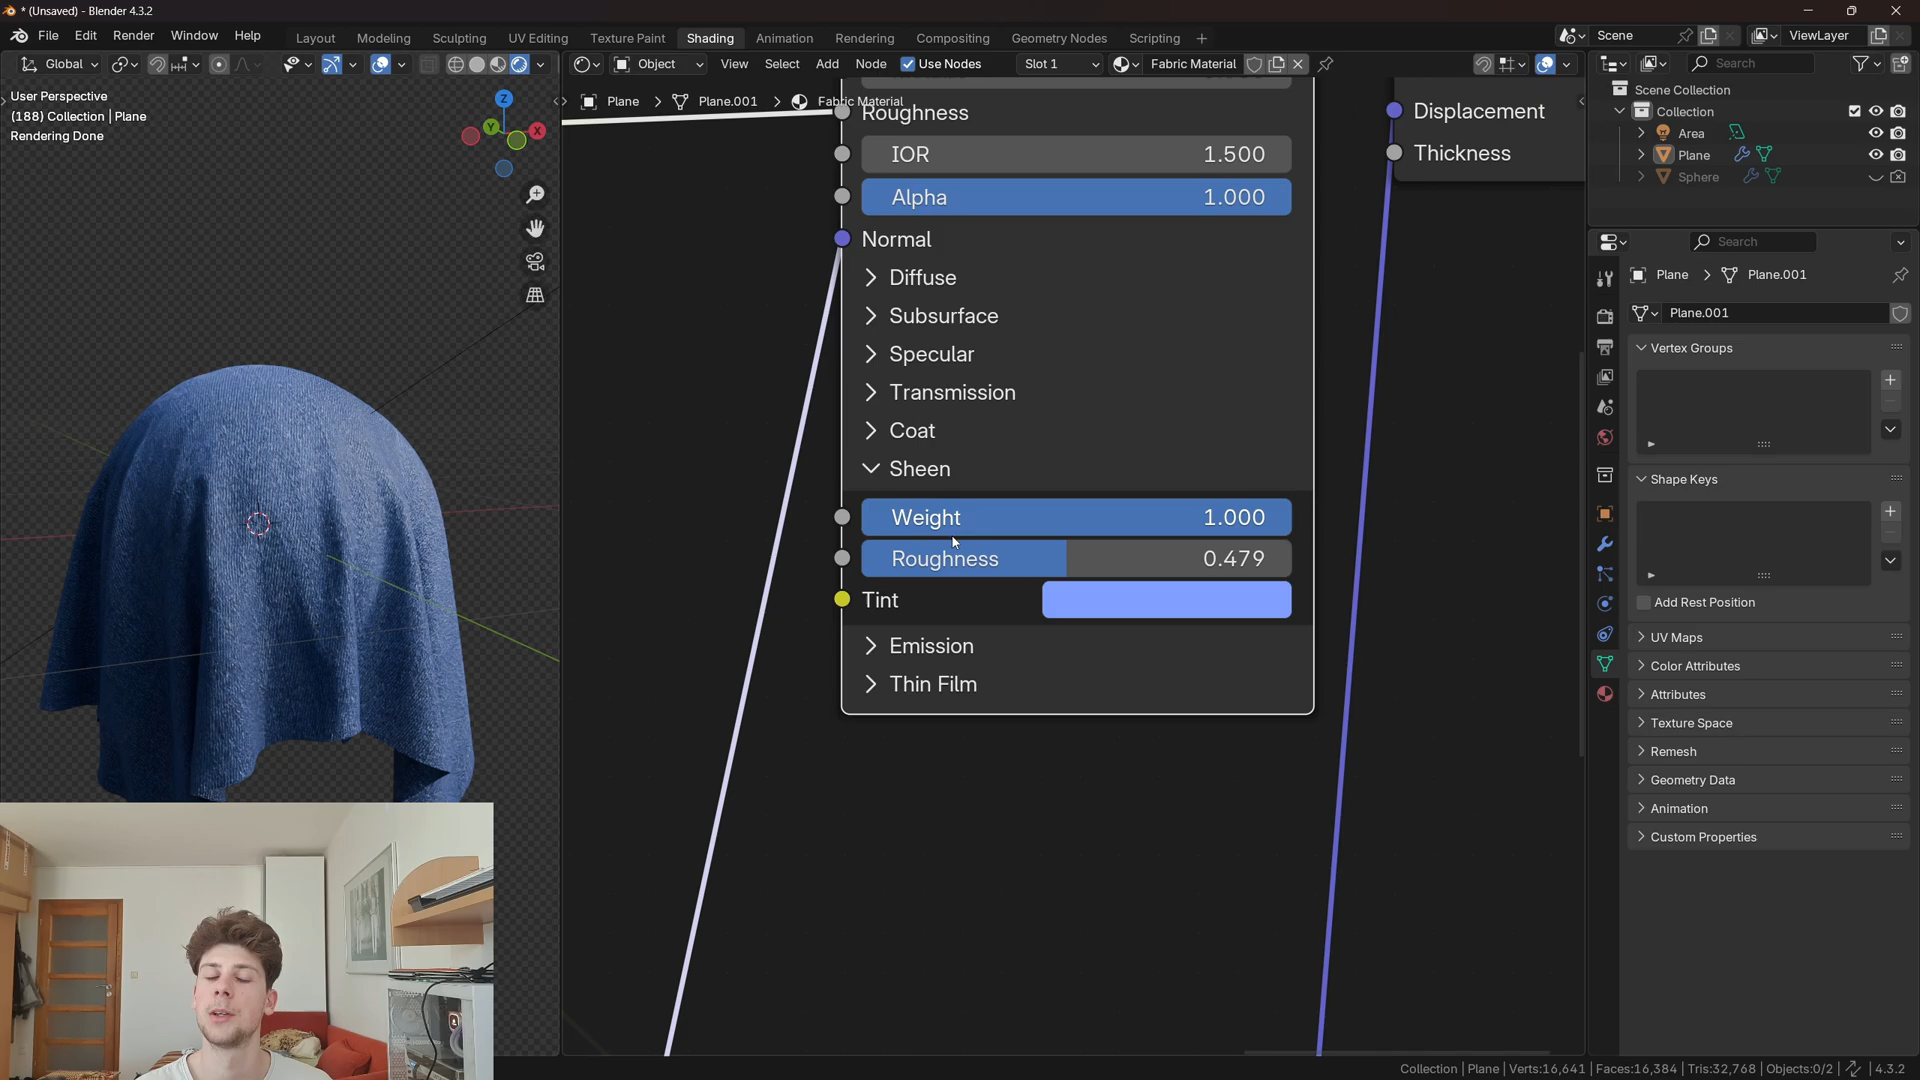 * (Unsaved) - Blender 4.3.2
File Edit Render Window Help Layout Modeling Sculpting UV Editing Texture Paint Shading Animation Rendering Compositing Geometry Nodes Scripting + Scene ViewLayer
Global Object View Select Add Node Use Nodes Slot 1 Fabric Material Search
User Perspective
(188) Collection | Plane
Rendering Done
Z
Y
X
Plane > Plane.001 > Fabric Material
Roughness
IOR 1.500
Alpha 1.000
Normal
Diffuse
Subsurface
Specular
Transmission
Coat
Sheen
Weight 1.000
Roughness 0.479
Tint
Emission
Thin Film
Displacement
Thickness
Scene Collection
Collection
Area
Plane
Sphere
Search
Plane > Plane.001
Plane.001
Vertex Groups
Shape Keys
Add Rest Position
UV Maps
Color Attributes
Attributes
Texture Space
Remesh
Geometry Data
Animation
Custom Properties
Collection | Plane | Verts:16,641 | Faces:16,384 | Tris:32,768 | Objects:0/2 | 4.3.2